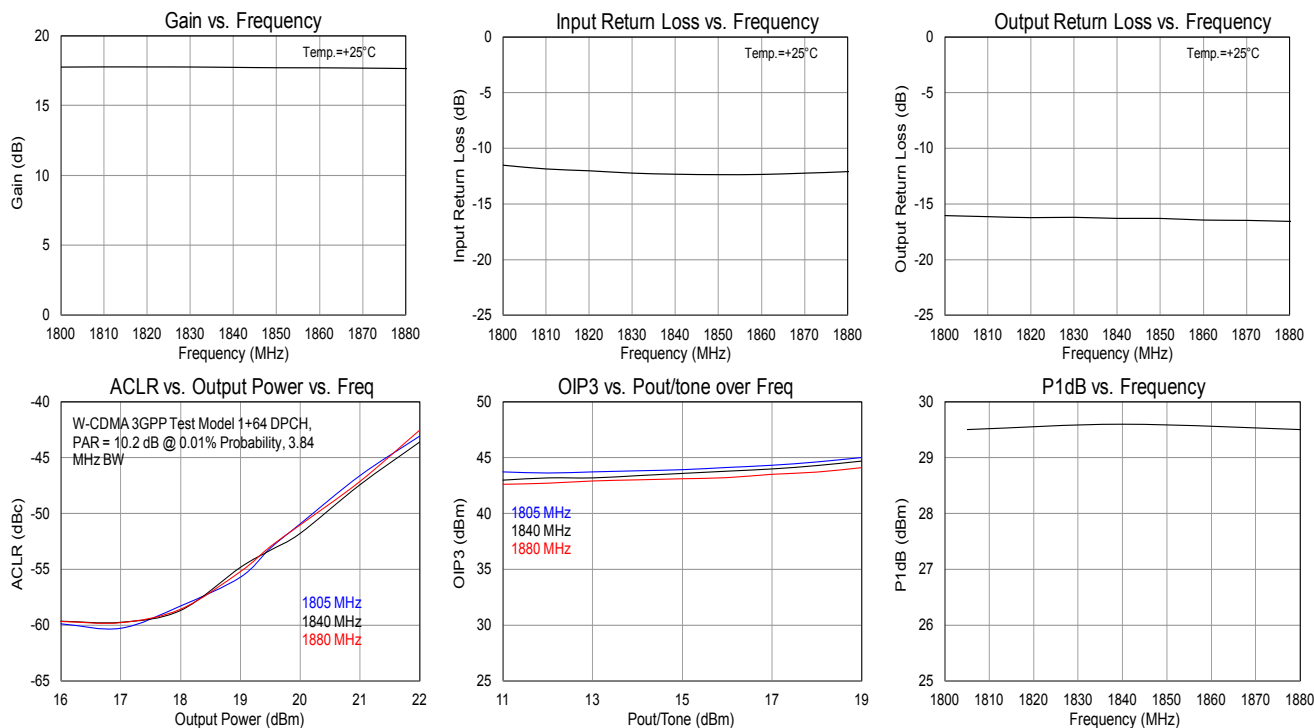 Gain vs. Frequency
20
15
10
5
0
Gain (dB)
Temp.=+25°C
1800 1810 1820 1830 1840 1850 1860 1870 1880
Frequency (MHz)
Input Return Loss vs. Frequency
0
-5
-10
-15
-20
-25
Input Return Loss (dB)
Temp.=+25°C
1800 1810 1820 1830 1840 1850 1860 1870 1880
Frequency (MHz)
Output Return Loss vs. Frequency
0
-5
-10
-15
-20
-25
Output Return Loss (dB)
Temp.=+25°C
1800 1810 1820 1830 1840 1850 1860 1870 1880
Frequency (MHz)
ACLR vs. Output Power vs. Freq
-40
-45
-50
-55
-60
-65
ACLR (dBc)
W-CDMA 3GPP Test Model 1+64 DPCH,
PAR = 10.2 dB @ 0.01% Probability, 3.84
MHz BW
1805 MHz
1840 MHz
1880 MHz
16 17 18 19 20 21 22
Output Power (dBm)
OIP3 vs. Pout/tone over Freq
50
45
40
35
30
25
OIP3 (dBm)
1805 MHz
1840 MHz
1880 MHz
11 13 15 17 19
Pout/Tone (dBm)
P1dB vs. Frequency
30
29
28
27
26
25
P1dB (dBm)
1800 1810 1820 1830 1840 1850 1860 1870 1880
Frequency (MHz)